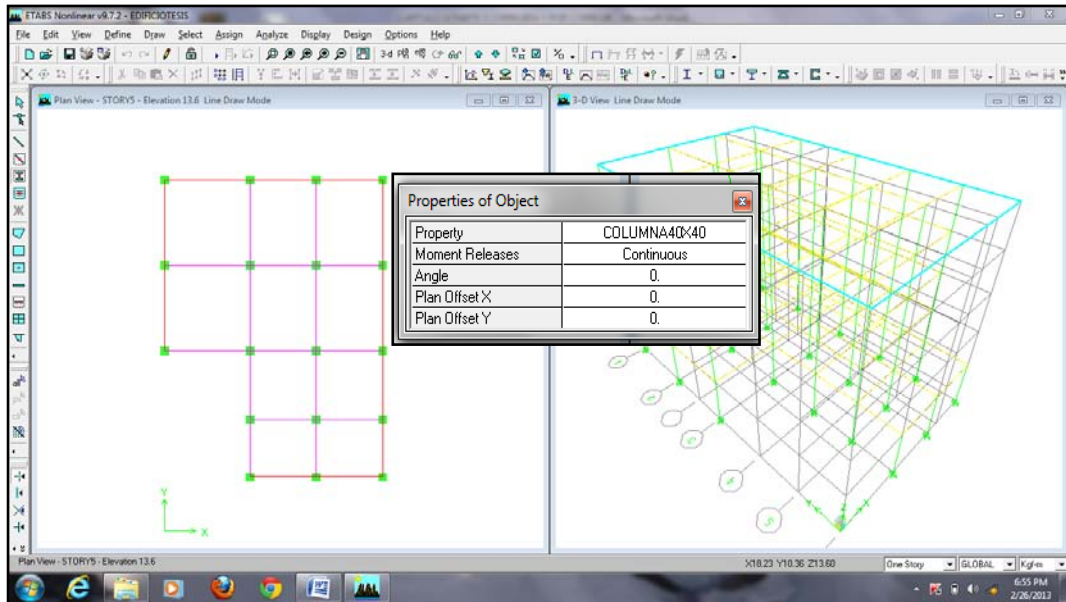 ETABS Nonlinear v9.7.2 - EDIFICIOTESIS
File Edit View Define Draw Select Assign Analyze Display Design Options Help
Plan View - STORY5 - Elevation 13.6 Line Draw Mode
3-D View Line Draw Mode
Properties of Object
Property COLUMNA40X40
Moment Releases Continuous
Angle 0.
Plan Offset X 0.
Plan Offset Y 0.
Y
X
Plan View - STORY5 - Elevation 13.6
X18.23 Y18.36 Z13.60
One Story
GLOBAL
Kgf-m
6:55 PM
2/26/2013